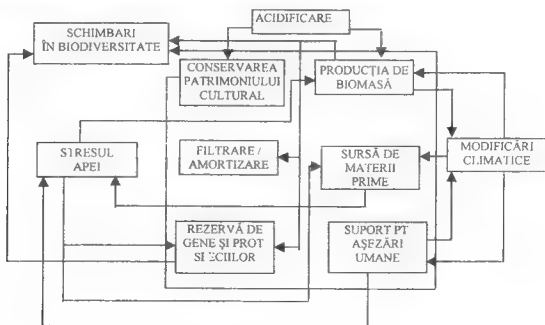 ACIDIFICARE
SCHIMBARI
ÎN BIODIVERSITATE
CONSERVAREA
PATRIMONIULUI
CULTURAL
PRODUCȚIA DE
BIOMASĂ
STRESUL
APEI
FILTRARE /
AMORTIZARE
SURSĂ DE
MATERII
PRIME
MODIFICĂRI
CLIMATICE
REZERVĂ DE
GENE ȘI PROT
SUPORT PT
AȘEZĂRI
UMANE